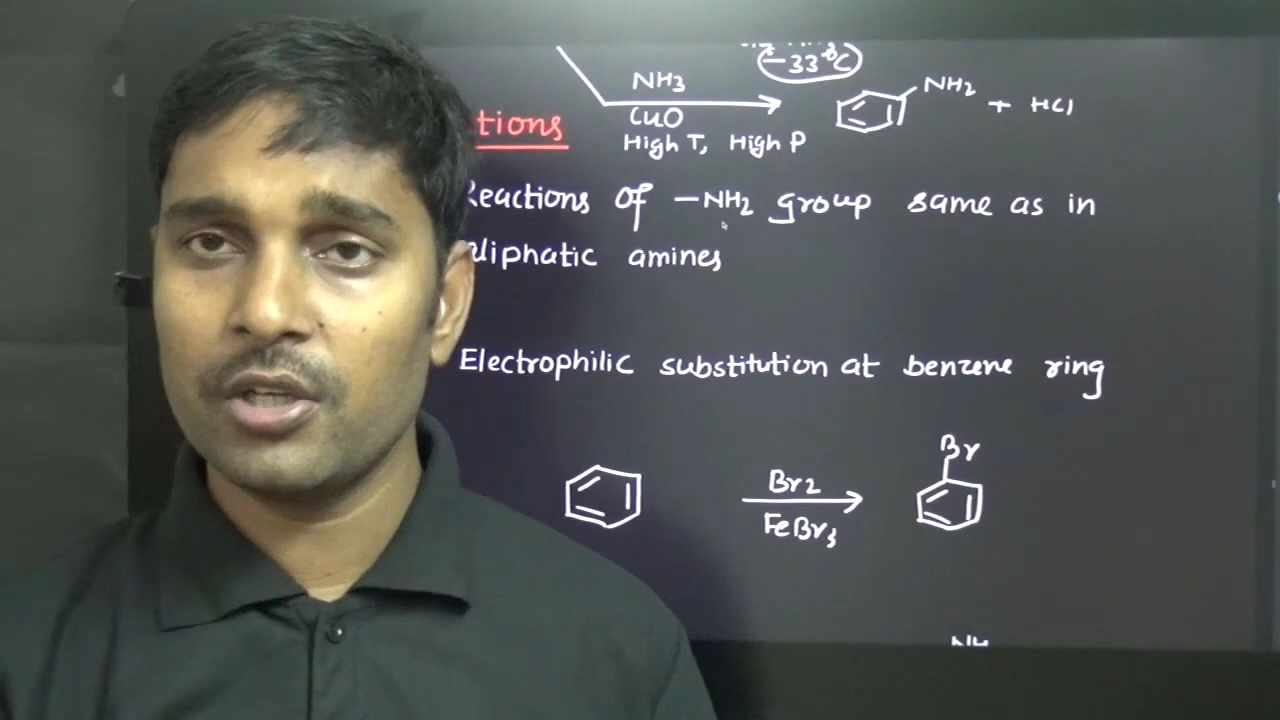 -33°C
NH3
NH2
CuO
+ HCl
High T, High P
tions
Reactions of -NH2 group same as in
aliphatic amines
Electrophilic substitution at benzene ring
Br
Br2
FeBr3
NH